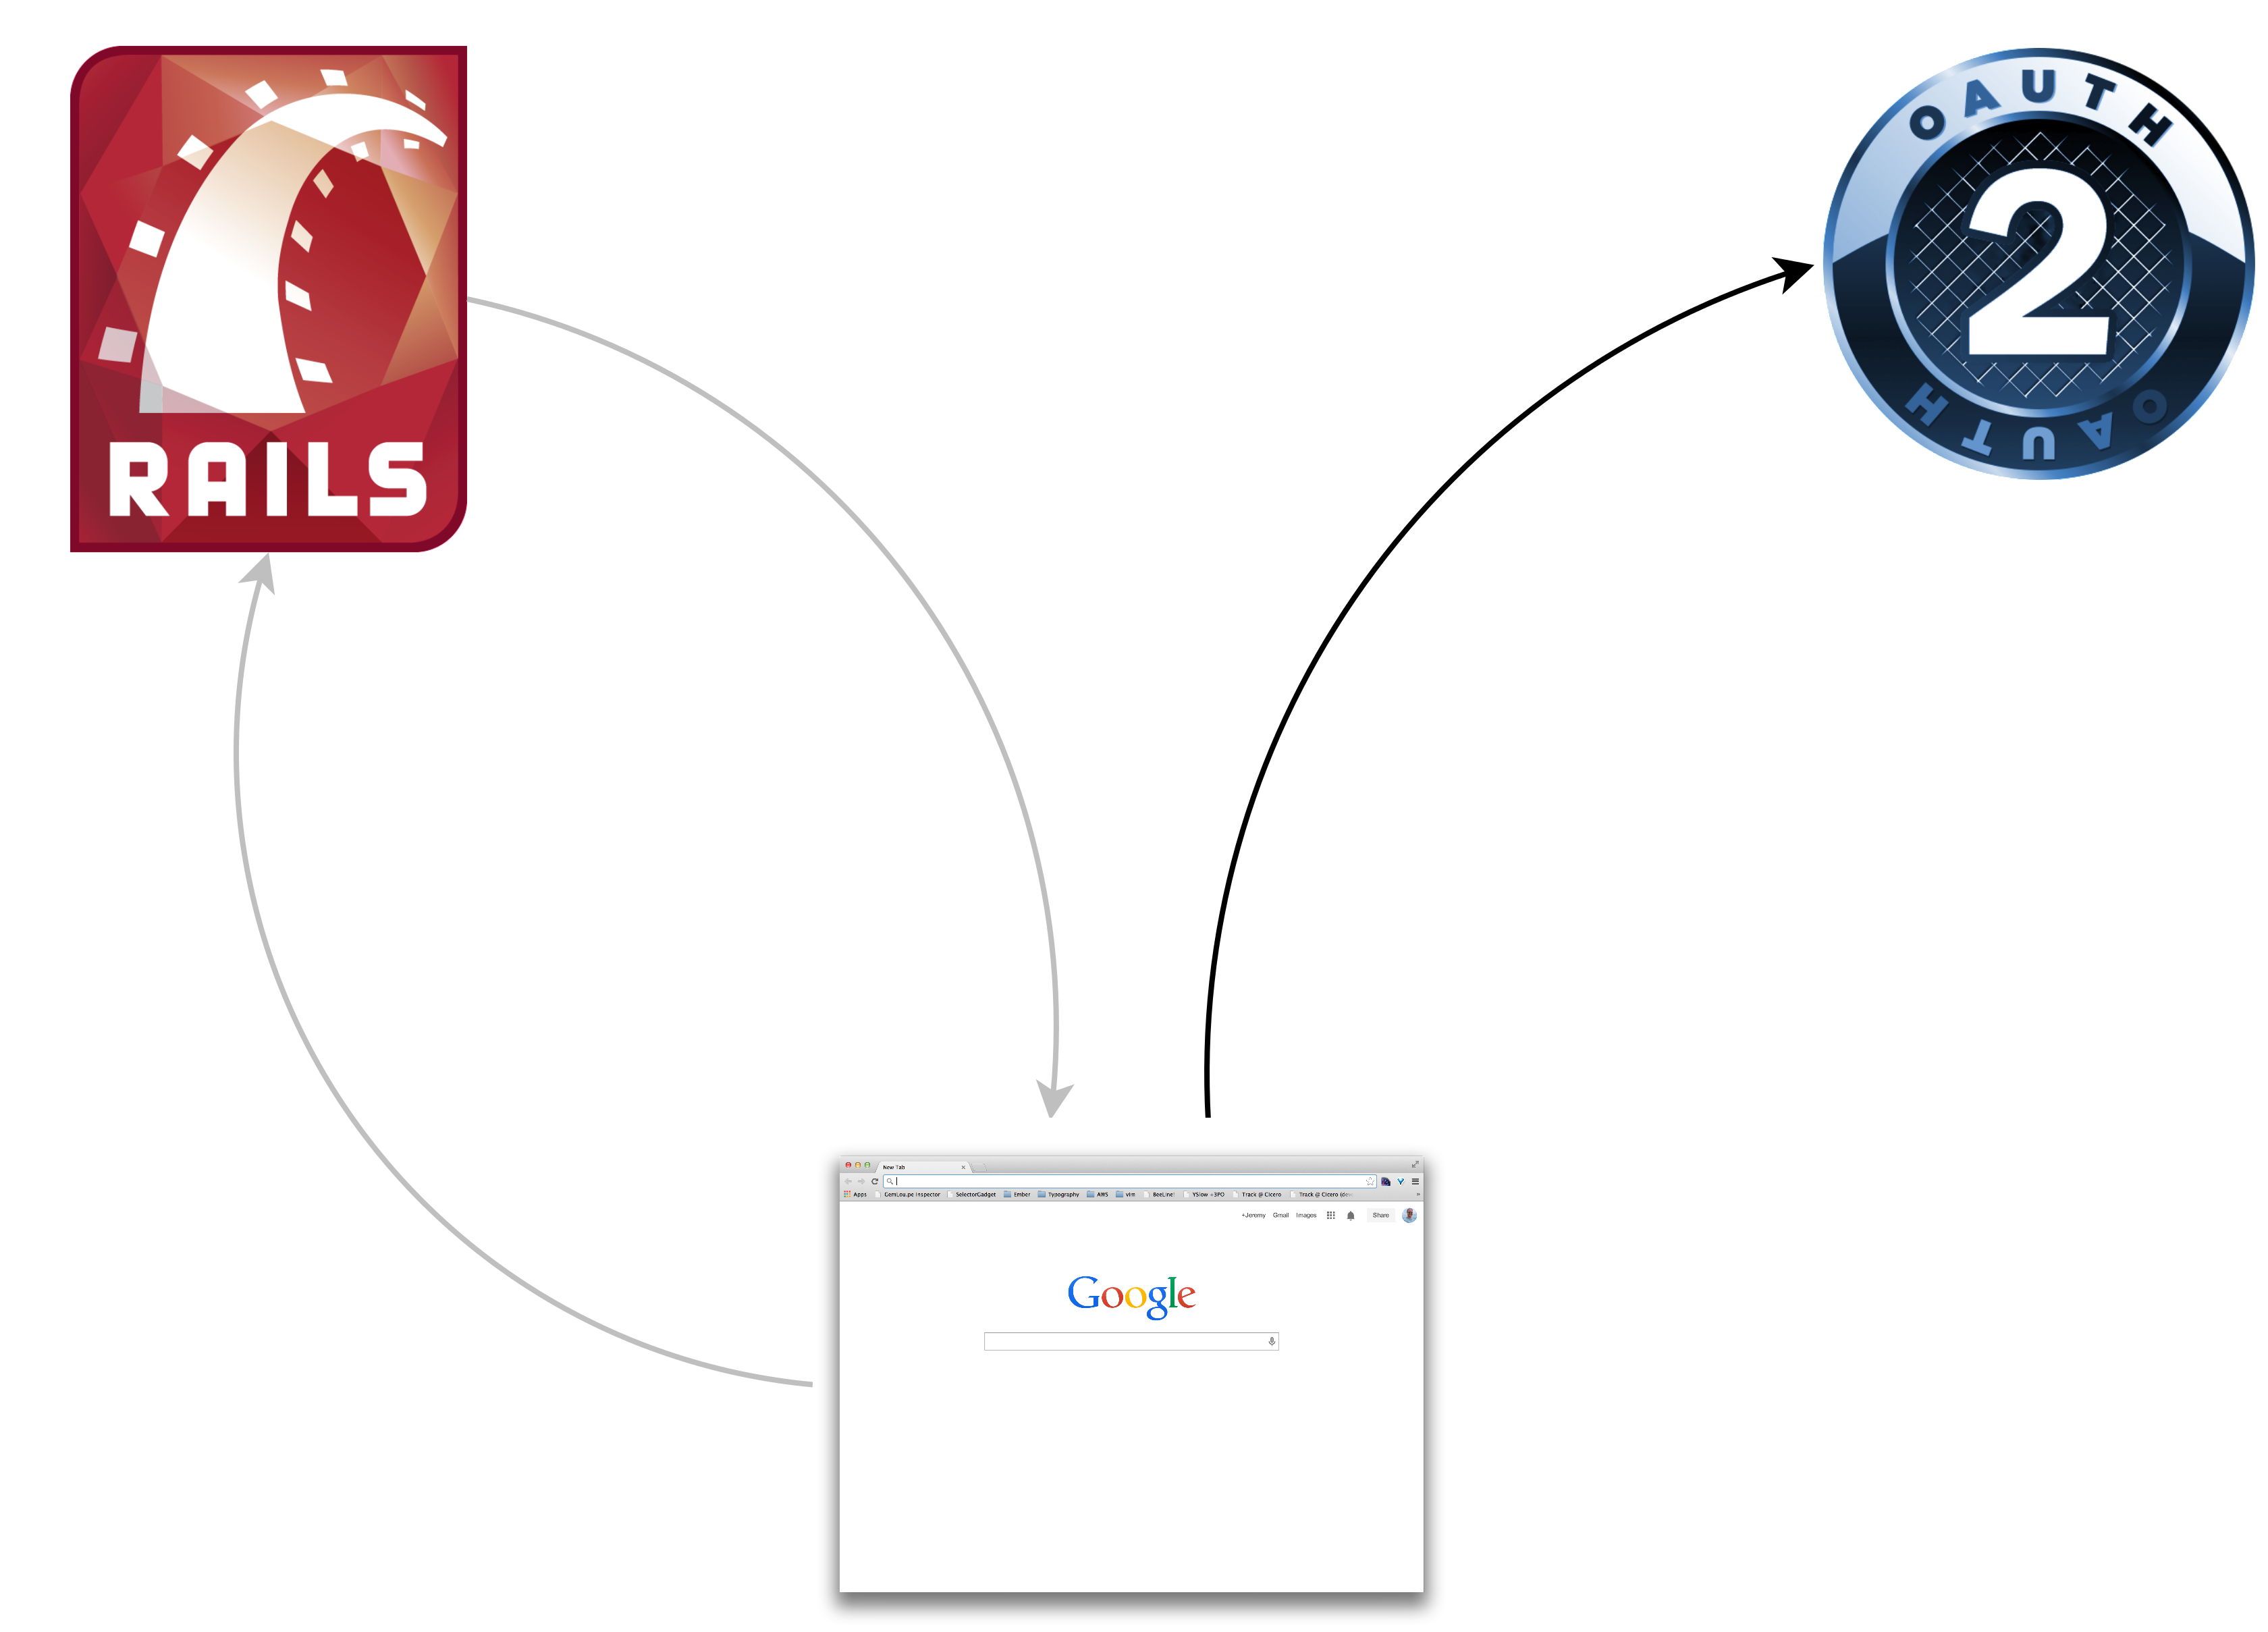 OAUTH
2
OAUTH
RAILS
New Tab
Apps GemLou.pe Inspector SelectorGadget Ember Typography AWS vim BeeLine! YSlow +3PO Track @ Cicero Track @ Cicero (dev
+Jeremy Gmail Images Share
Google